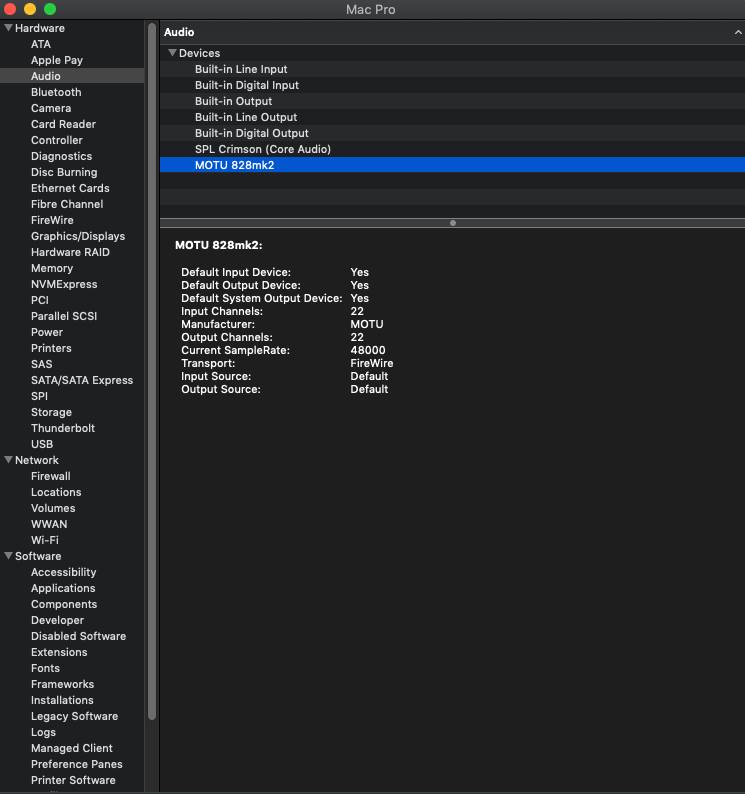 Mac Pro
Hardware
ATA
Apple Pay
Audio
Bluetooth
Camera
Card Reader
Controller
Diagnostics
Disc Burning
Ethernet Cards
Fibre Channel
FireWire
Graphics/Displays
Hardware RAID
Memory
NVMExpress
PCI
Parallel SCSI
Power
Printers
SAS
SATA/SATA Express
SPI
Storage
Thunderbolt
USB
Network
Firewall
Locations
Volumes
WWAN
Wi-Fi
Software
Accessibility
Applications
Components
Developer
Disabled Software
Extensions
Fonts
Frameworks
Installations
Legacy Software
Logs
Managed Client
Preference Panes
Printer Software
Audio
Devices
Built-in Line Input
Built-in Digital Input
Built-in Output
Built-in Line Output
Built-in Digital Output
SPL Crimson (Core Audio)
MOTU 828mk2
MOTU 828mk2:
Default Input Device: Yes
Default Output Device: Yes
Default System Output Device: Yes
Input Channels: 22
Manufacturer: MOTU
Output Channels: 22
Current SampleRate: 48000
Transport: FireWire
Input Source: Default
Output Source: Default